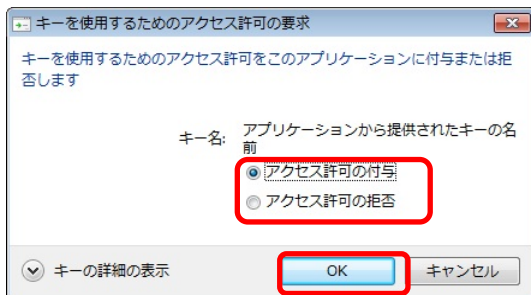 キーを使用するためのアクセス許可の要求
キーを使用するためのアクセス許可をこのアプリケーションに付与または拒
否します
キー名: アプリケーションから提供されたキーの名
前
アクセス許可の付与
アクセス許可の拒否
キーの詳細の表示 OK キャンセル